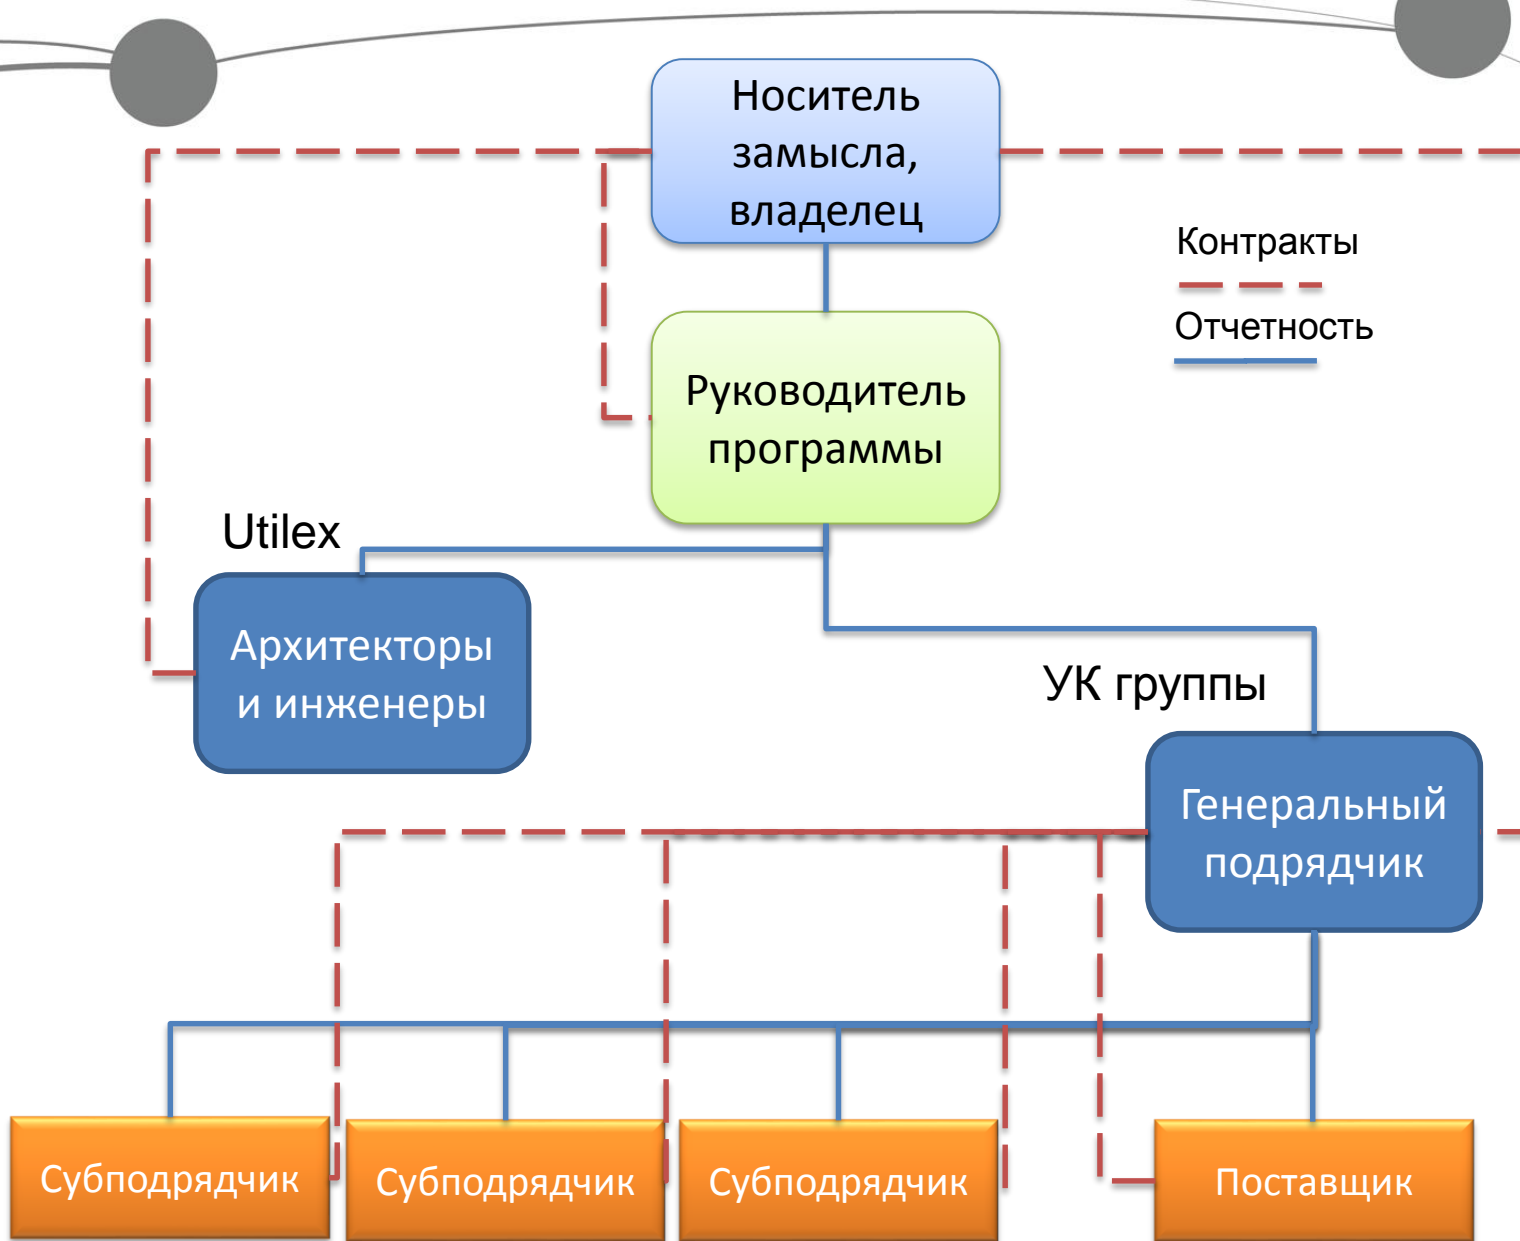 Носитель
замысла,
владелец
Контракты
Отчетность
Руководитель
программы
Utilex
Архитекторы
и инженеры
УК группы
Генеральный
подрядчик
Субподрядчик
Субподрядчик
Субподрядчик
Поставщик